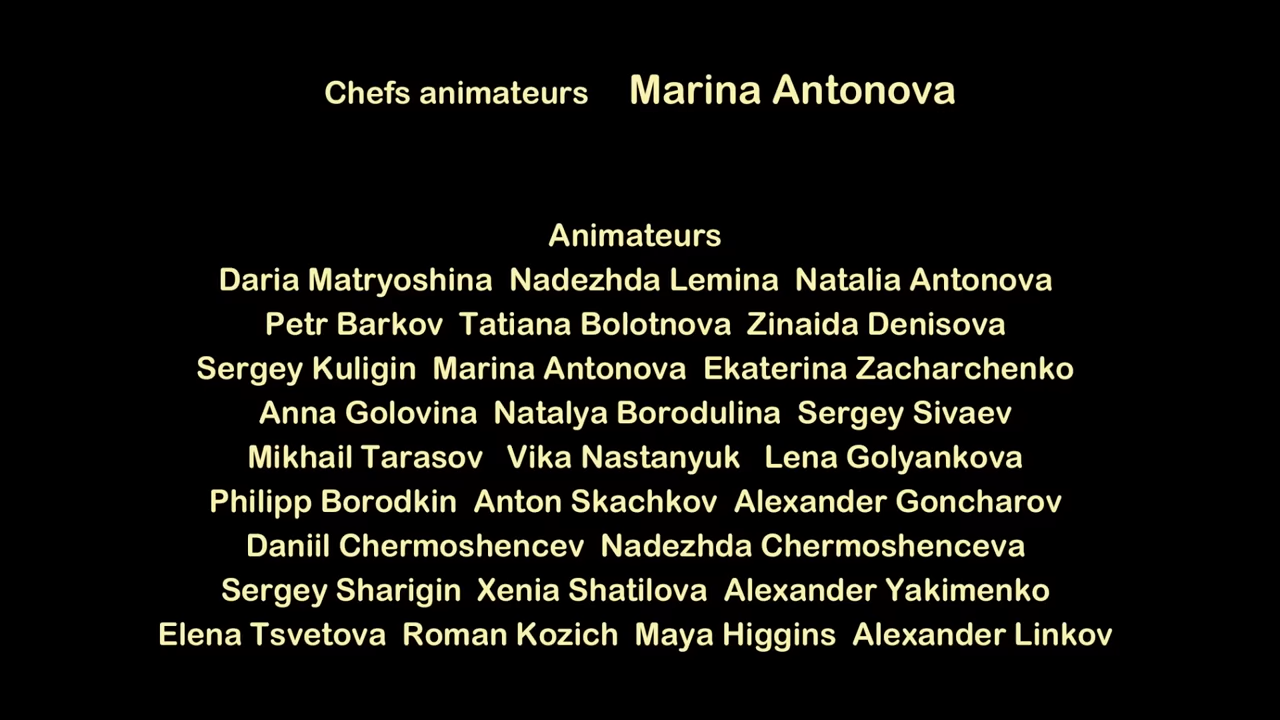 Chefs animateurs Marina Antonova
Animateurs
Daria Matryoshina Nadezhda Lemina Natalia Antonova
Petr Barkov Tatiana Bolotnova Zinaida Denisova
Sergey Kuligin Marina Antonova Ekaterina Zacharchenko
Anna Golovina Natalya Borodulina Sergey Sivaev
Mikhail Tarasov Vika Nastanyuk Lena Golyankova
Philipp Borodkin Anton Skachkov Alexander Goncharov
Daniil Chermoshencev Nadezhda Chermoshenceva
Sergey Sharigin Xenia Shatilova Alexander Yakimenko
Elena Tsvetova Roman Kozich Maya Higgins Alexander Linkov